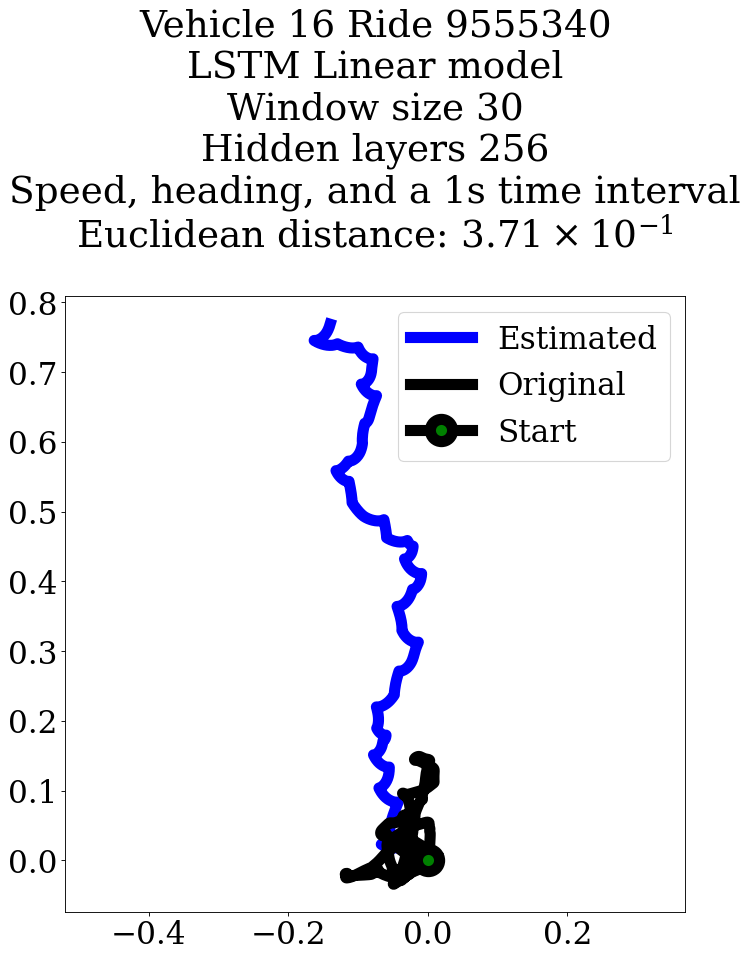 Vehicle 16 Ride 9555340
LSTM Linear model
Window size 30
Hidden layers 256
Speed, heading, and a 1s time interval
Euclidean distance: 3.71 × 10⁻¹
0.8
0.7
0.6
0.5
0.4
0.3
0.2
0.1
0.0
Estimated
Original
Start
−0.4 −0.2 0.0 0.2